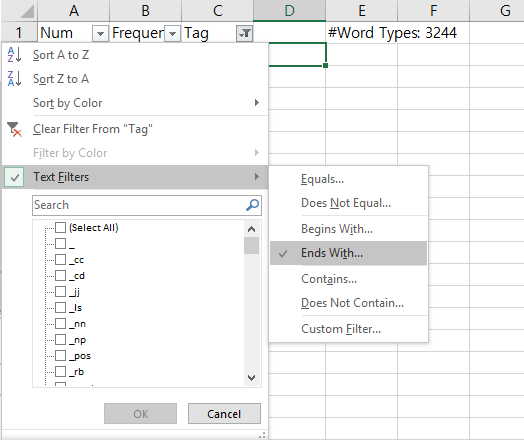 A B C D E F G
1 Num Frequer Tag #Word Types: 3244
Sort A to Z
Sort Z to A
Sort by Color
Clear Filter From "Tag"
Filter by Color
Text Filters
Search
(Select All)
_
_cc
_cd
_jj
_ls
_nn
_np
_pos
_rb
OK Cancel
Equals...
Does Not Equal...
Begins With...
Ends With...
Contains...
Does Not Contain...
Custom Filter...